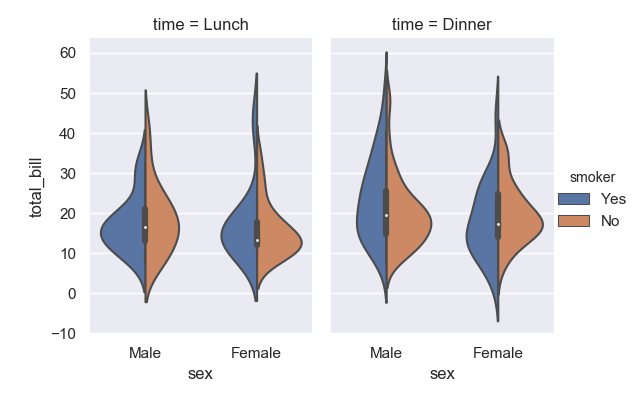 time = Lunch
time = Dinner
60
50
40
30
20
10
0
−10
total_bill
Male
Female
Male
Female
sex
sex
smoker
Yes
No